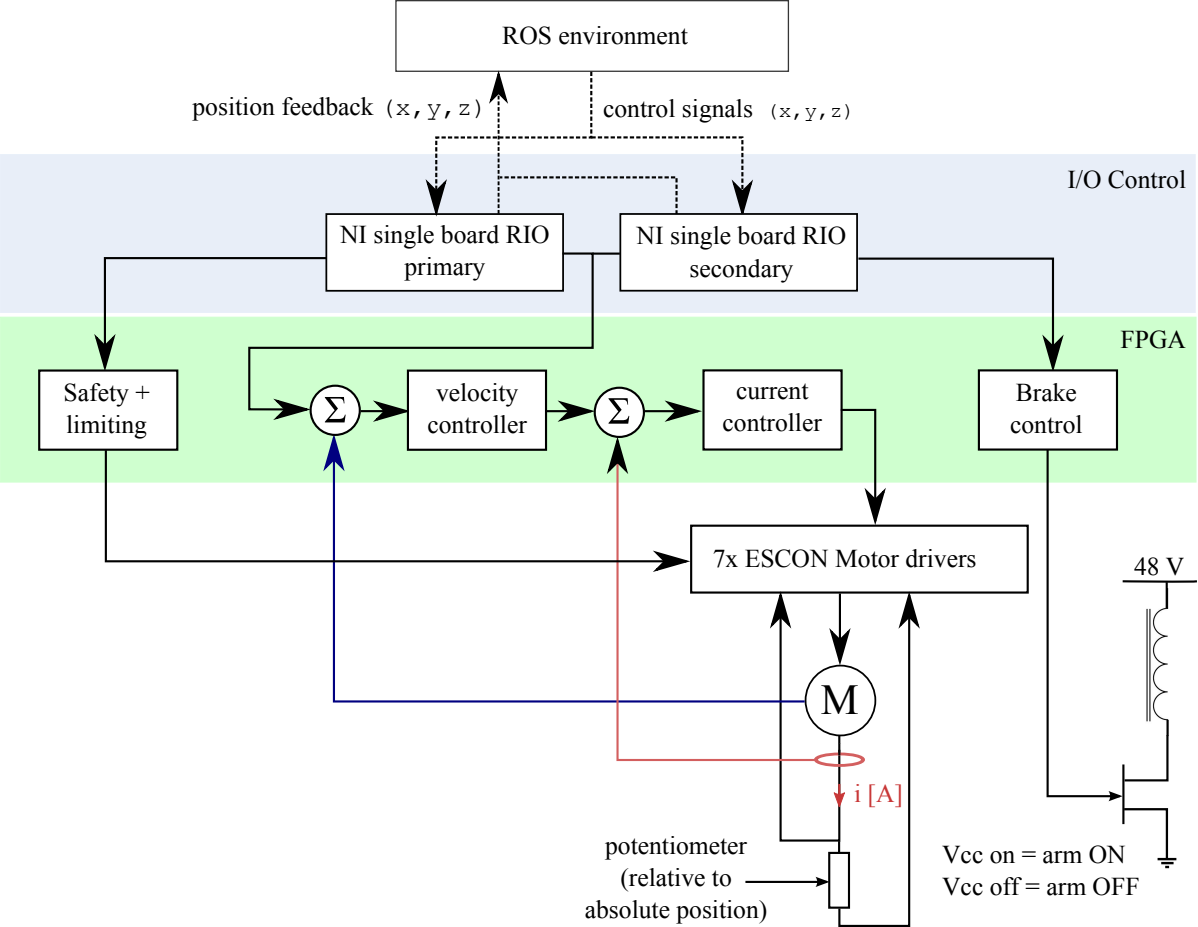 ROS environment
position feedback (x,y,z)
control signals (x,y,z)
I/O Control
NI single board RIO
primary
NI single board RIO
secondary
FPGA
Safety +
limiting
Σ
velocity
controller
Σ
current
controller
Brake
control
7x ESCON Motor drivers
48 V
M
i [A]
potentiometer
(relative to
absolute position)
Vcc on = arm ON
Vcc off = arm OFF